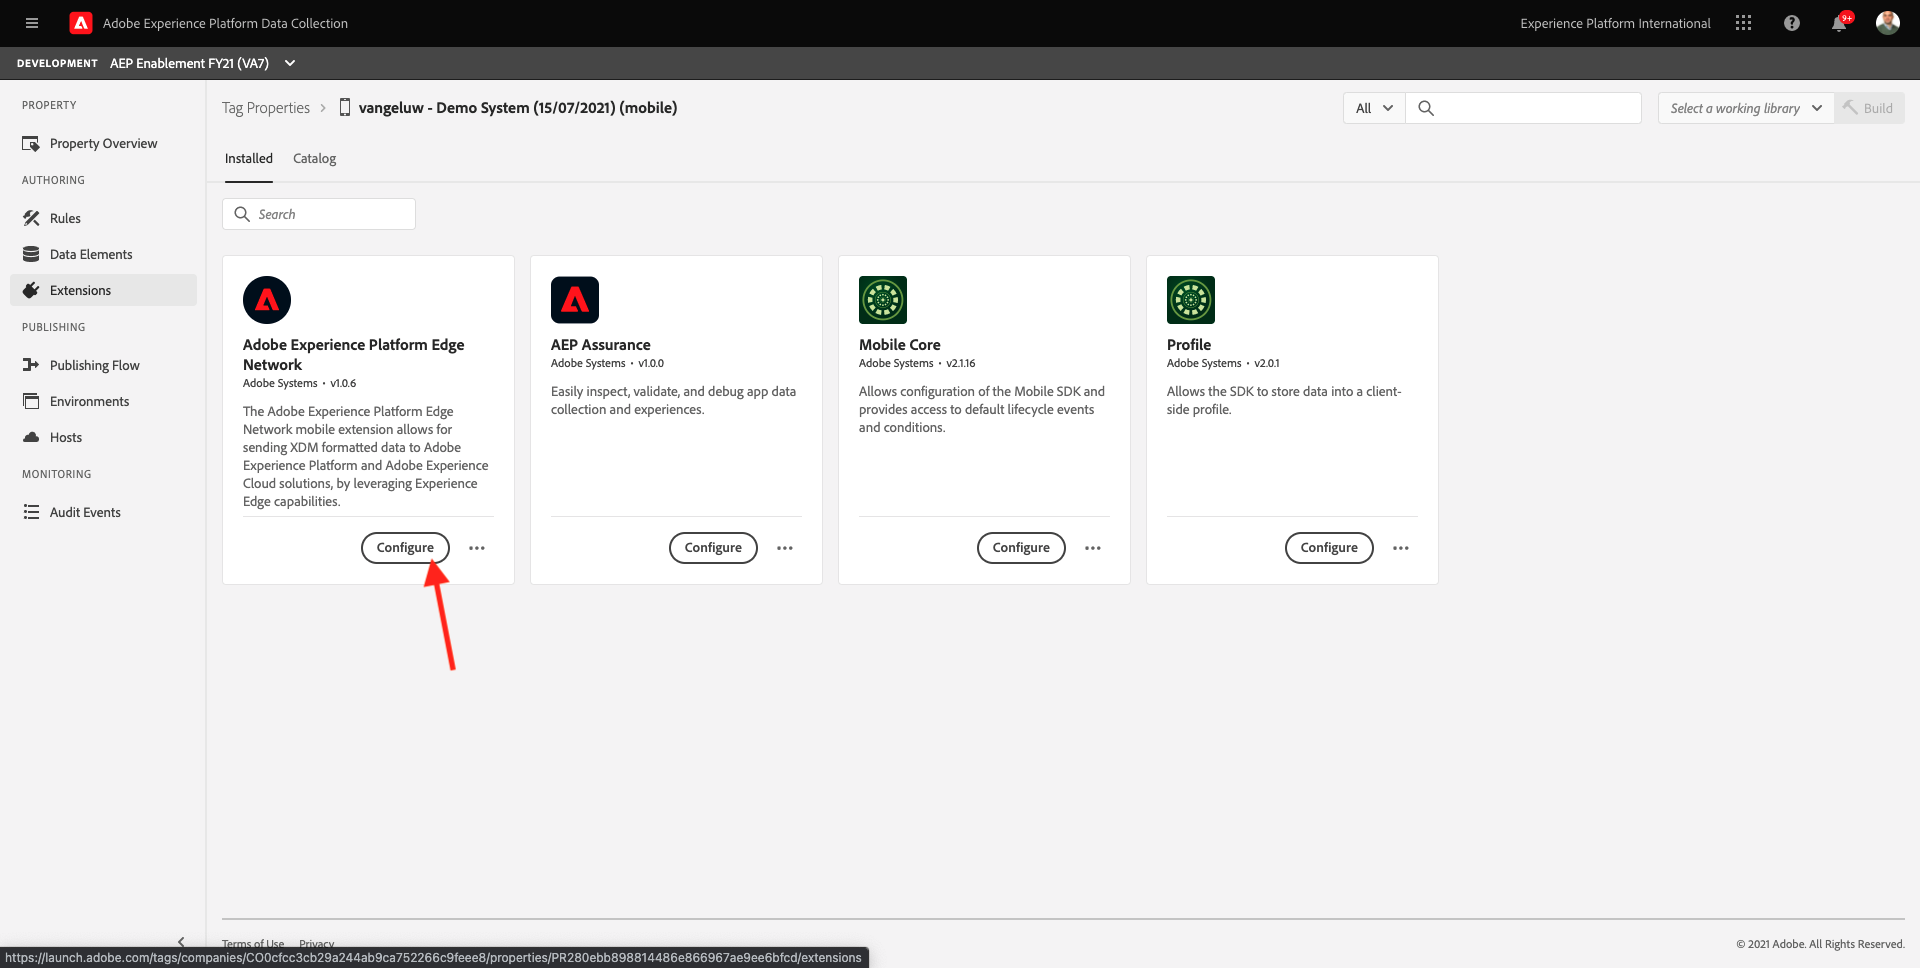 Adobe Experience Platform Data Collection
Experience Platform International
9+
DEVELOPMENT AEP Enablement FY21 (VA7)
PROPERTY
Property Overview
AUTHORING
Rules
Data Elements
Extensions
PUBLISHING
Publishing Flow
Environments
Hosts
MONITORING
Audit Events
Tag Properties > vangeluw - Demo System (15/07/2021) (mobile)
All
Select a working library
Build
Installed
Catalog
Search
Adobe Experience Platform Edge
Network
Adobe Systems • v1.0.6
The Adobe Experience Platform Edge
Network mobile extension allows for
sending XDM formatted data to Adobe
Experience Platform and Adobe Experience
Cloud solutions, by leveraging Experience
Edge capabilities.
Configure
AEP Assurance
Adobe Systems • v1.0.0
Easily inspect, validate, and debug app data
collection and experiences.
Configure
Mobile Core
Adobe Systems • v2.1.16
Allows configuration of the Mobile SDK and
provides access to default lifecycle events
and conditions.
Configure
Profile
Adobe Systems • v2.0.1
Allows the SDK to store data into a client-
side profile.
Configure
Terms of Use Privacy
© 2021 Adobe. All Rights Reserved.
https://launch.adobe.com/tags/companies/CO0cfcc3cb29a244ab9ca752266c9feee8/properties/PR280ebb898814486e866967ae9ee6bfcd/extensions